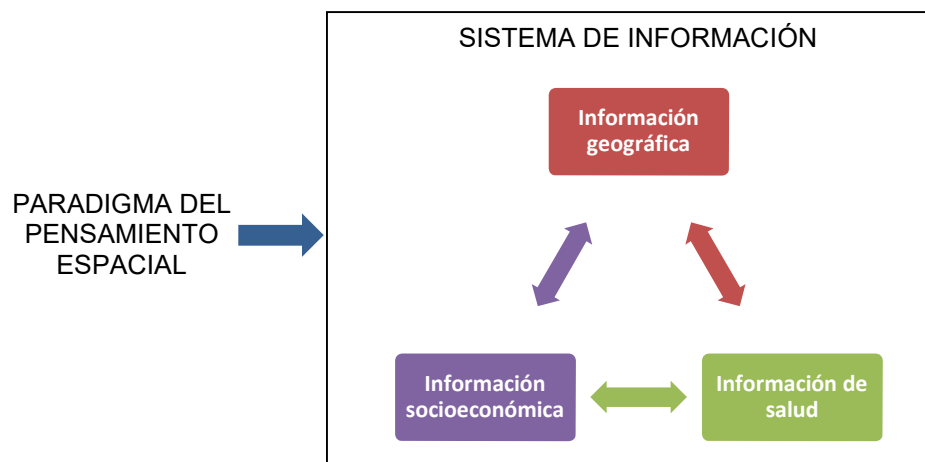 SISTEMA DE INFORMACIÓN
Información
geográfica
PARADIGMA DEL
PENSAMIENTO
ESPACIAL
Información
socioeconómica
Información de
salud